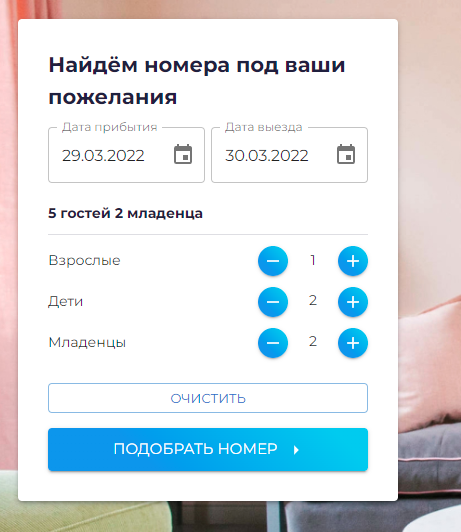 Найдём номера под ваши
пожелания
Дата прибытия Дата выезда
29.03.2022 30.03.2022
5 гостей 2 младенца
Взрослые 1
Дети 2
Младенцы 2
ОЧИСТИТЬ
ПОДОБРАТЬ НОМЕР